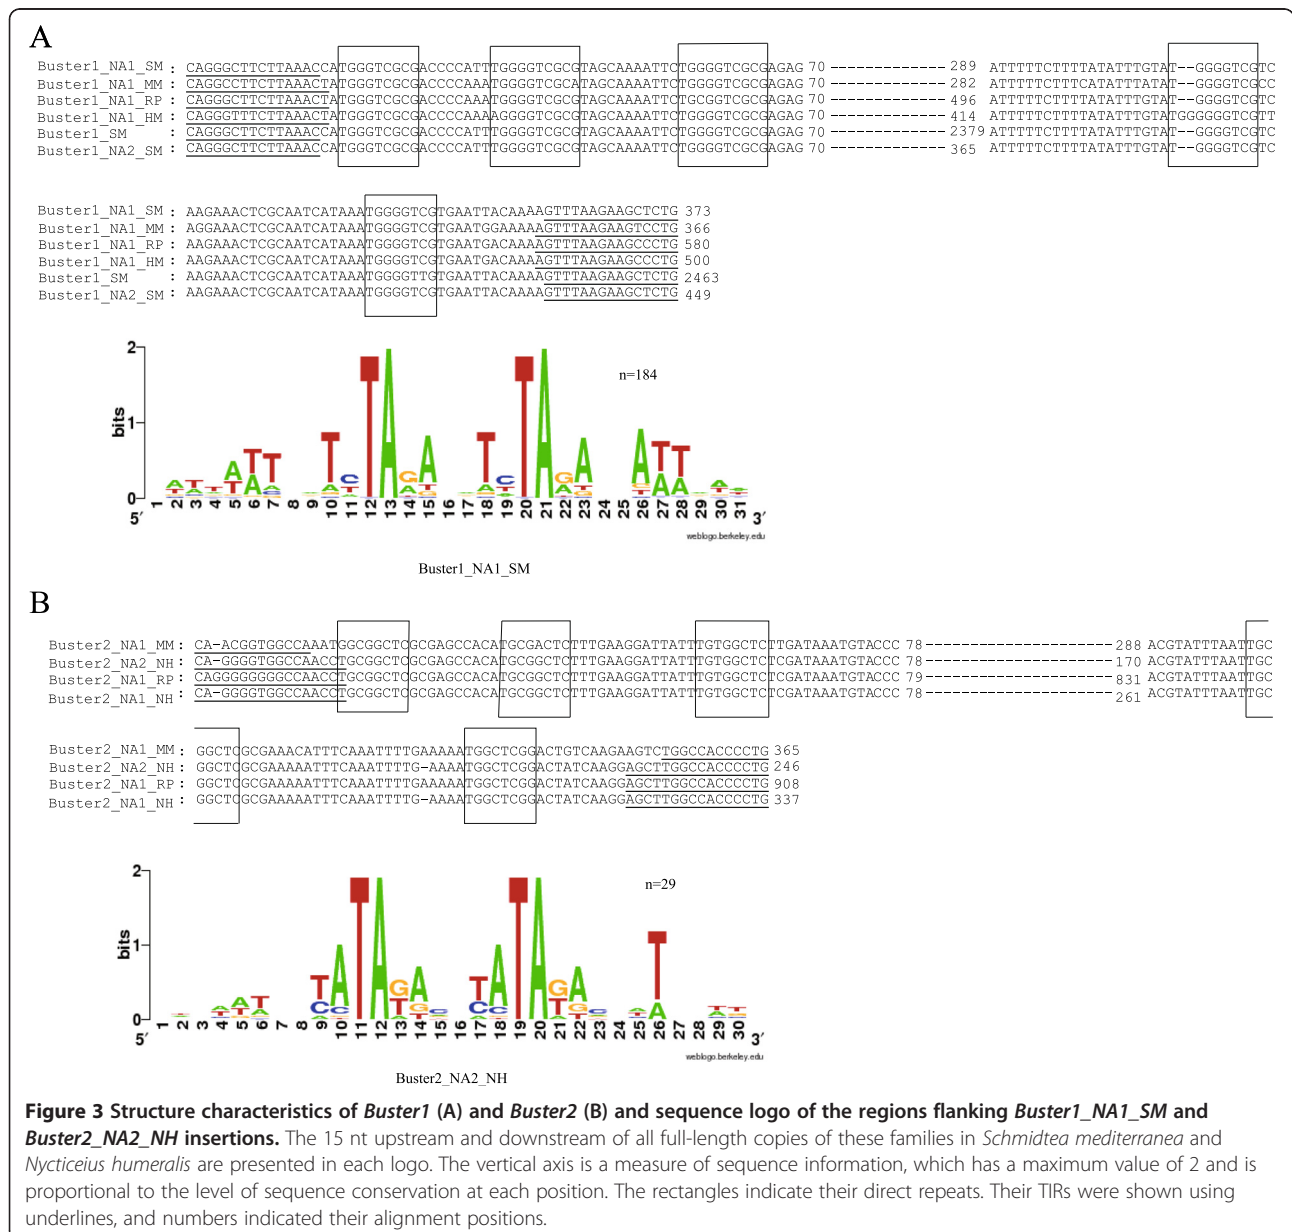 A
Buster1_NA1_SM : CAGGGCTTCTTAAACCATGGGTCGCGACCCCATTTGGGGTCGCGTAGCAAAATTCTGGGGTCGCGAGAG 70 ------------- 289 ATTTTTCTTTTATATTTGTAT--GGGGTCGTC
Buster1_NA1_MM : CAGGCCTTCTTAAACTATGGGTCGCGACCCCAAATGGGGTCGCATAGCAAAATTCTGGGGTCGCGAGAG 70 ------------- 282 ATTTTTCTTTCATATTTATAT--GGGGTCGCC
Buster1_NA1_RP : CAGGGCTTCTTAAACTATGGGTCGCGACCCCAAATGGGGTCGCGTAGCAAAATTCTGCGGTCGCGAGAG 70 ------------- 496 ATTTTTCTTTTATATTTGTAT--GGGGTCGTC
Buster1_NA1_HM : CAGGGTTTCTTAAACTATGGGTCGCGACCCCAAAAGGGGTCGCGTAGCAAAATTCTGGGGTCGCGAGAG 70 ------------- 414 ATTTTTCTTTTATATTTGTATGGGGGGTCGTT
Buster1_SM : CAGGGCTTCTTAAACCATGGGTCGCGACCCCATTTGGGGTCGCGTAGCAAAATTCTGGGGTCGCGAGAG 70 ------------- 2379 ATTTTTCTTTTATATTTGTAT--GGGGTCGTC
Buster1_NA2_SM : CAGGGCTTCTTAAACCATGGGTCGCGACCCCATTTGGGGTCGCGTAGCAAAATTCTGGGGTCGCGAGAG 70 ------------- 365 ATTTTTCTTTTATATTTGTAT--GGGGTCGTC
Buster1_NA1_SM : AAGAAACTCGCAATCATAAATGGGGTCGTGAATTACAAAAGTTTAAGAAGCTCTG 373
Buster1_NA1_MM : AGGAAACTCGCAATCATAAATGGGGTCGTGAATGGAAAAAGTTTAAGAAGTCCTG 366
Buster1_NA1_RP : AAGAAACTCGCAATCATAAATGGGGTCGTGAATGACAAAAGTTTAAGAAGCCCTG 580
Buster1_NA1_HM : AAGAAACTCGCAATCATAAATGGGGTCGTGAATGACAAAAGTTTAAGAAGCCCTG 500
Buster1_SM : AAGAAACTCGCAATCATAAATGGGGTTGTGAATTACAAAAGTTTAAGAAGCTCTG 2463
Buster1_NA2_SM : AAGAAACTCGCAATCATAAATGGGGTCGTGAATTACAAAAGTTTAAGAAGCTCTG 449
2
n=184
bits
1
0
5′ 1 2 3 4 5 6 7 8 9 10 11 12 13 14 15 16 17 18 19 20 21 22 23 24 25 26 27 28 29 30 31 3′
weblogo.berkeley.edu
Buster1_NA1_SM
B
Buster2_NA1_MM : CA-ACGGTGGCCAAATGGCGGCTCGCGAGCCACATGCGACTCTTTGAAGGATTATTTGTGGCTCTTGATAAATGTACCC 78 --------------------- 288 ACGTATTTAATTGC
Buster2_NA2_NH : CA-GGGGTGGCCAACCTGCGGCTCGCGAGCCACATGCGGCTCTTTGAAGGATTATTTGTGGCTCTCGATAAATGTACCC 78 --------------------- 170 ACGTATTTAATTGC
Buster2_NA1_RP : CAGGGGGGGGCCAACCTGCGGCTCGCGAGCCACATGCGGCTCTTTGAAGGATTATTTGTGGCTCTCGATAAATGTACCC 79 --------------------- 831 ACGTATTTAATTGC
Buster2_NA1_NH : CA-GGGGTGGCCAACCTGCGGCTCGCGAGCCACATGCGGCTCTTTGAAGGATTATTTGTGGCTCTCGATAAATGTACCC 78 --------------------- 261 ACGTATTTAATTGC
Buster2_NA1_MM : GGCTCGCGAAACATTTCAAATTTTGAAAAATGGCTCGGACTGTCAAGAAGTCTGGCCACCCCTG 365
Buster2_NA2_NH : GGCTCGCGAAAAATTTCAAATTTTG-AAAATGGCTCGGACTATCAAGGAGCTTGGCCACCCCTG 246
Buster2_NA1_RP : GGCTCGCGAAAAATTTCAAATTTTGAAAAATGGCTCGGACTATCAAGGAGCTTGGCCACCCCTG 908
Buster2_NA1_NH : GGCTCGCGAAAAATTTCAAATTTTG-AAAATGGCTCGGACTATCAAGGAGCTTGGCCACCCCTG 337
2
n=29
bits
1
0
5′ 1 2 3 4 5 6 7 8 9 10 11 12 13 14 15 16 17 18 19 20 21 22 23 24 25 26 27 28 29 30 3′
weblogo.berkeley.edu
Buster2_NA2_NH
Figure 3 Structure characteristics of Buster1 (A) and Buster2 (B) and sequence logo of the regions flanking Buster1_NA1_SM and
Buster2_NA2_NH insertions. The 15 nt upstream and downstream of all full-length copies of these families in Schmidtea mediterranea and
Nycticeius humeralis are presented in each logo. The vertical axis is a measure of sequence information, which has a maximum value of 2 and is
proportional to the level of sequence conservation at each position. The rectangles indicate their direct repeats. Their TIRs were shown using
underlines, and numbers indicated their alignment positions.